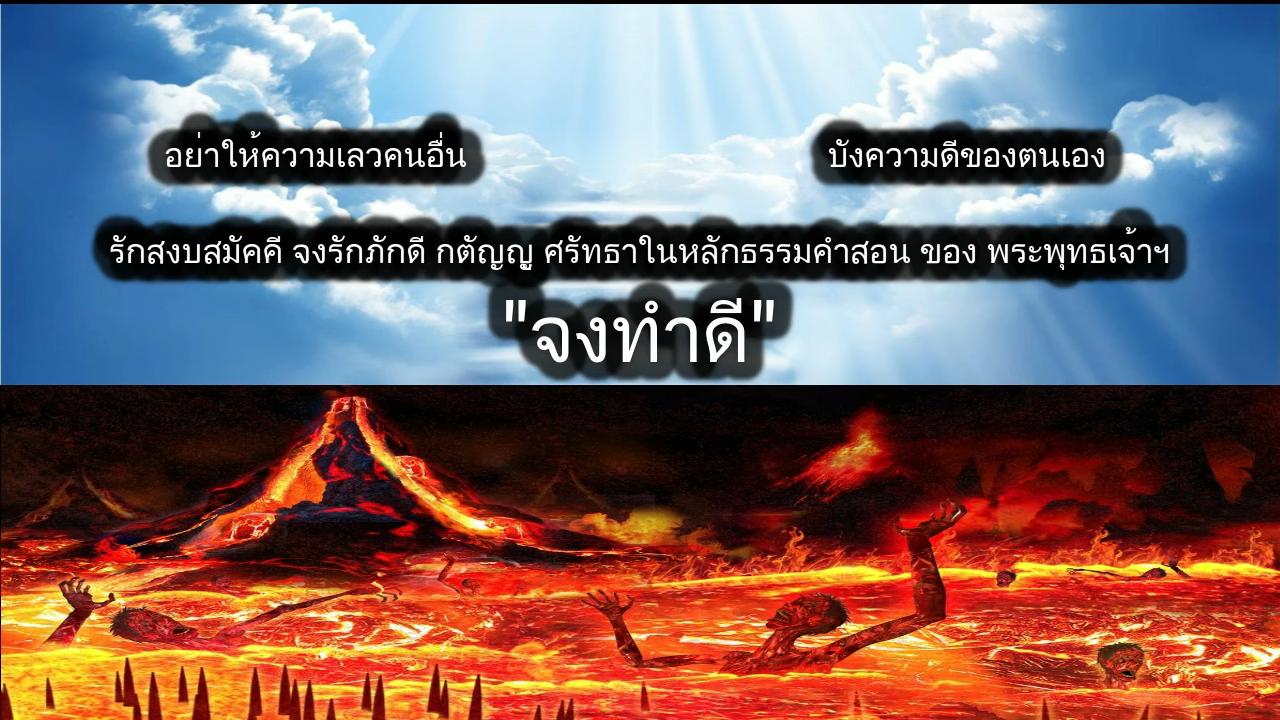 อย่าให้ความเลวคนอื่น บังความดีของตนเอง
รักสงบสมัคคี จงรักภักดี กตัญญู ศรัทธาในหลักธรรมคำสอน ของ พระพุทธเจ้าฯ
"จงทำดี"